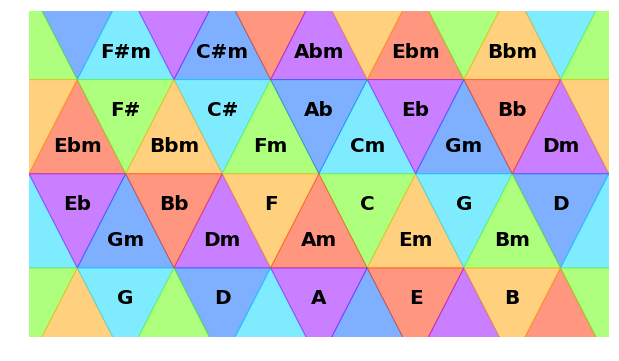 F#m C#m Abm Ebm Bbm
F# C# Ab Eb Bb
Ebm Bbm Fm Cm Gm Dm
Eb Bb F C G D
Gm Dm Am Em Bm
G D A E B